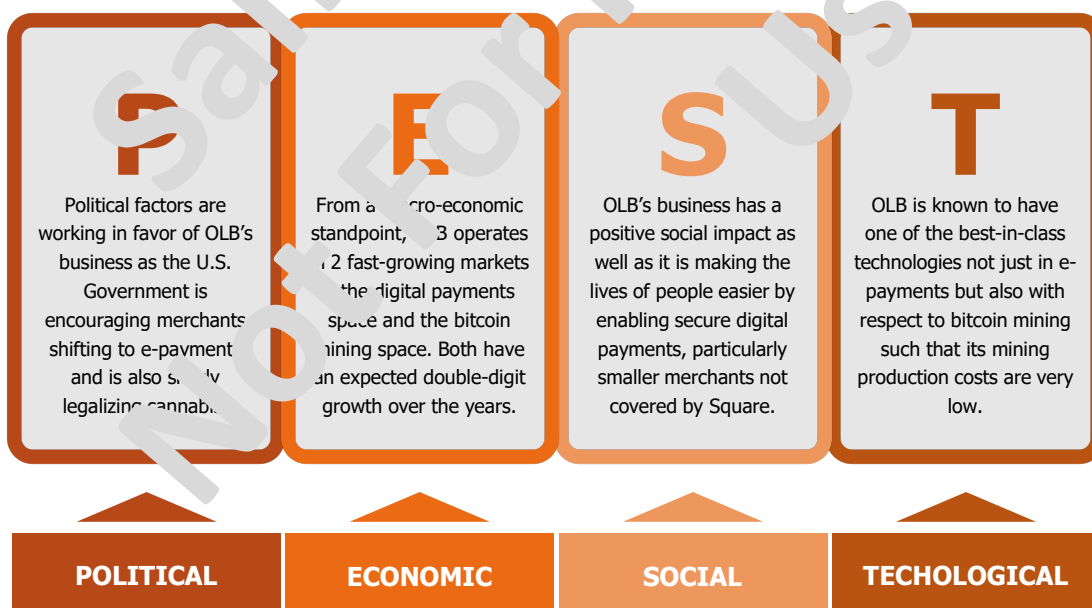 P
Political factors are
working in favor of OLB's
business as the U.S.
Government is
encouraging merchants
shifting to e-payment
and is also
legalizing
E
From a
standpoint, operates
2 fast-growing markets
the digital payments
space and the bitcoin
mining space. Both have
an expected double-digit
growth over the years.
S
OLB's business has a
positive social impact as
well as it is making the
lives of people easier by
enabling secure digital
payments, particularly
smaller merchants not
covered by Square.
T
OLB is known to have
one of the best-in-class
technologies not just in e-
payments but also with
respect to bitcoin mining
such that its mining
production costs are very
low.
POLITICAL
ECONOMIC
SOCIAL
TECHOLOGICAL
Not For